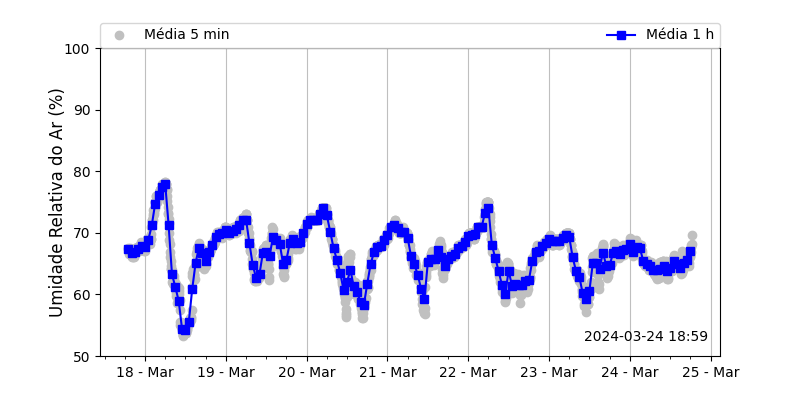 Média 5 min Média 1 h
Umidade Relativa do Ar (%)
100
90
80
70
60
50
2024-03-24 18:59
18 - Mar 19 - Mar 20 - Mar 21 - Mar 22 - Mar 23 - Mar 24 - Mar 25 - Mar